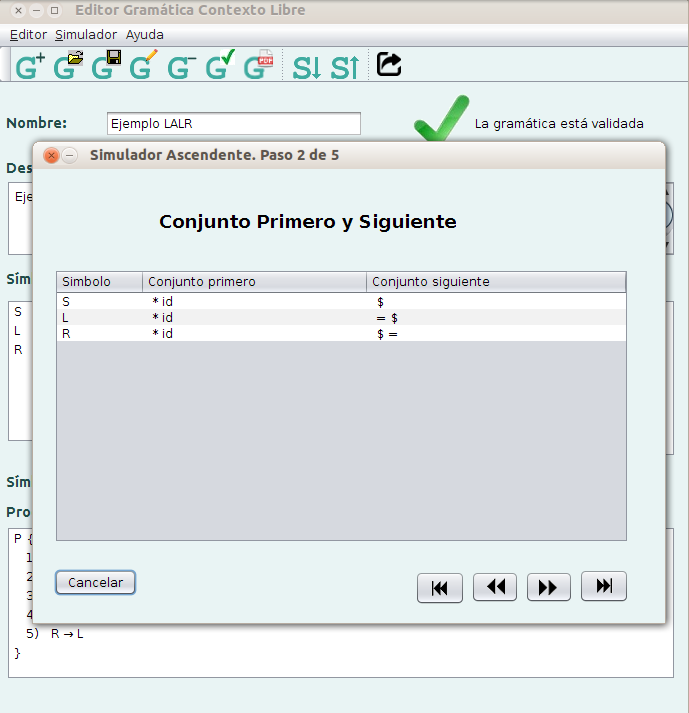 Editor Gramática Contexto Libre
Editor Simulador Ayuda
G+ G G G G− G G PDF S↓ S↑
Nombre: Ejemplo LALR La gramática está validada
Simulador Ascendente. Paso 2 de 5
Des
Eje
Conjunto Primero y Siguiente
Sím
Simbolo Conjunto primero Conjunto siguiente
S * id $
L * id = $
R * id $ =
S
L
R
Sím
Pro
P {
1
2
3
4
5) R → L
}
Cancelar